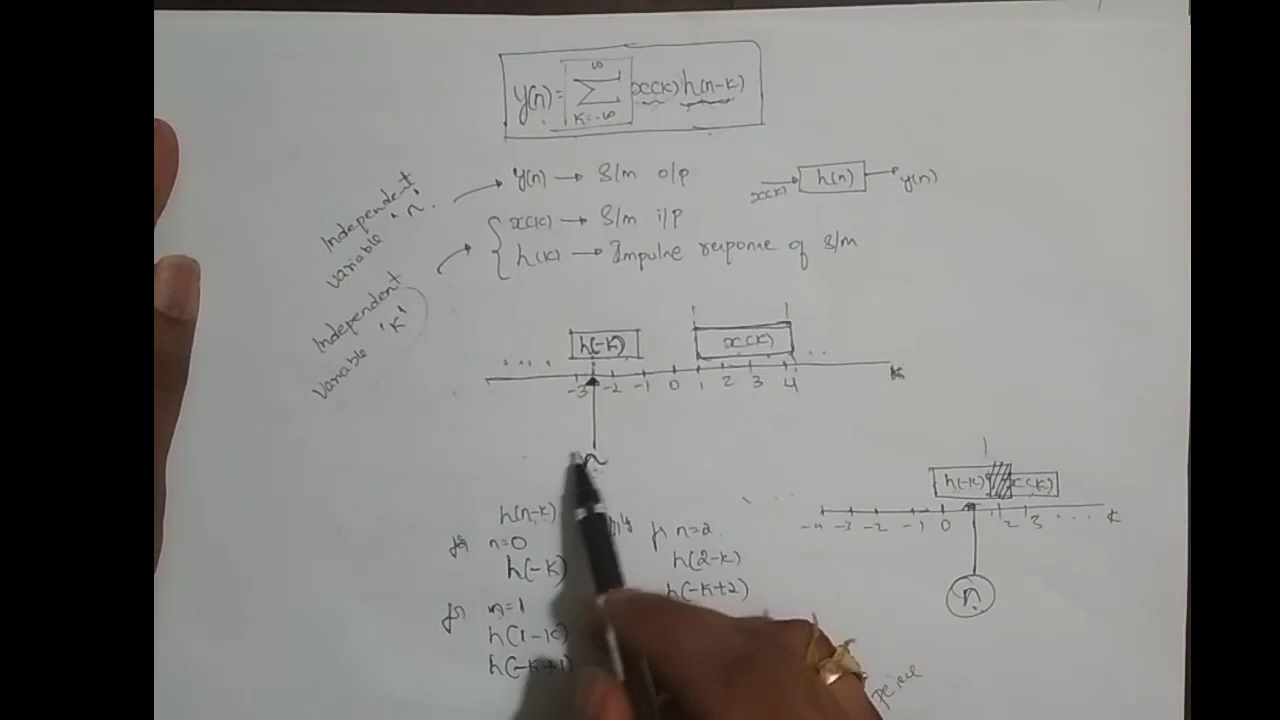 y(n) = ∑ x(k) h(n-k)
∞
k=-∞
Independent variable 'n'.
y(n) → S/m o/p
x(k) → S/m i/p
h(k) → Impulse response of S/m
Independent variable 'k'
x(k) h(n) y(n)
h(-k) x(k)
-3 -2 -1 0 1 2 3 4 k
n
h(-k) x(k)
-4 -3 -2 -1 0 2 3 k
n
h(n-k)
for n=0
h(-k)
for n=1
h(1-k)
h(-k+1)
for n=2
h(2-k)
h(-k+2)